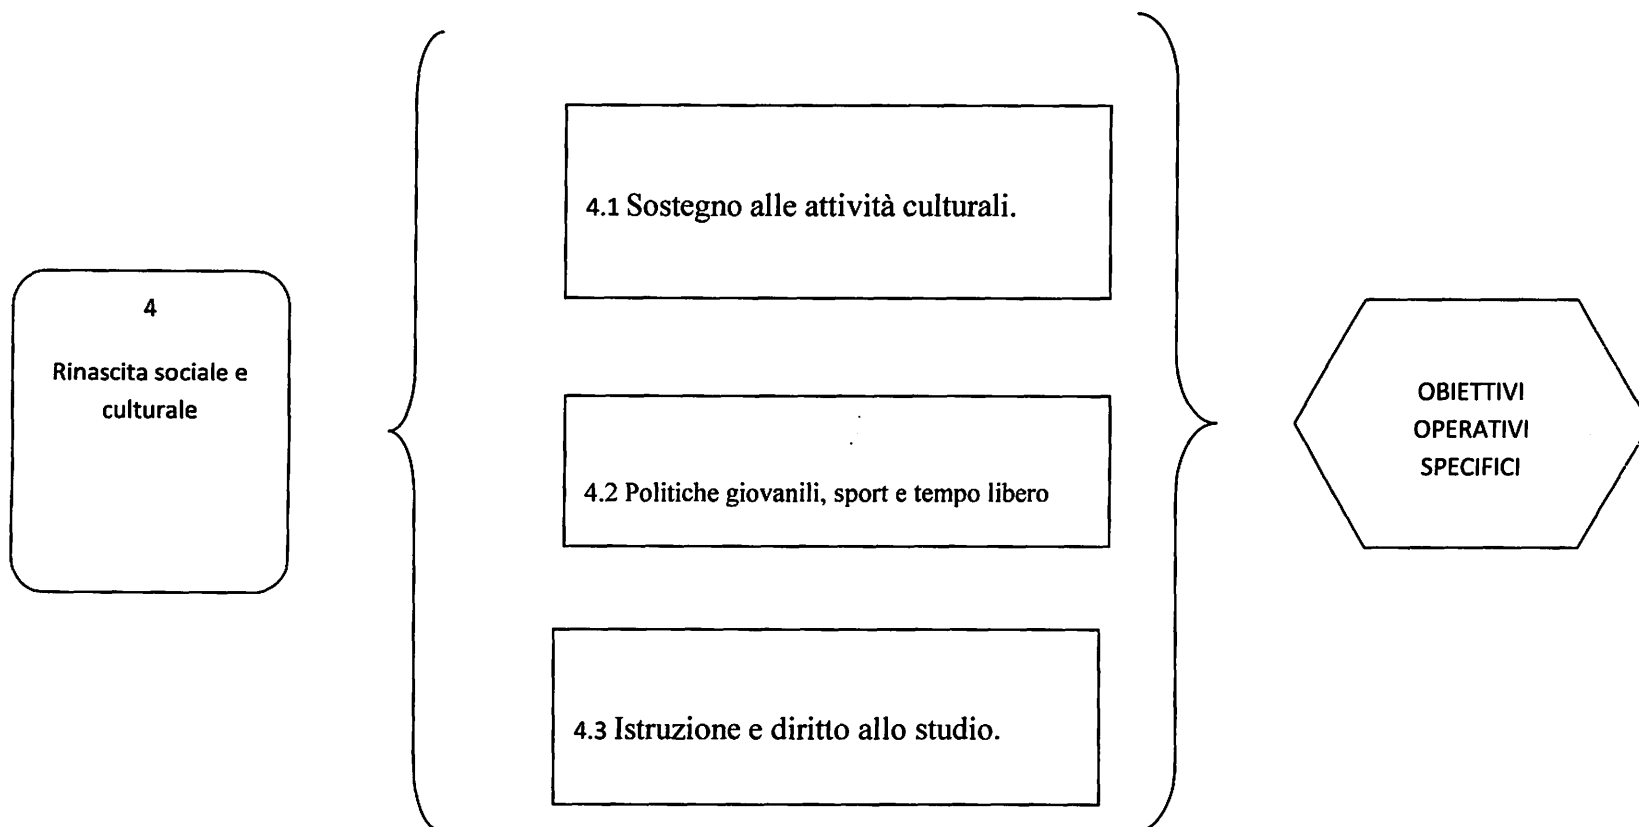 4
Rinascita sociale e
culturale
4.1 Sostegno alle attività culturali.
4.2 Politiche giovanili, sport e tempo libero
4.3 Istruzione e diritto allo studio.
OBIETTIVI
OPERATIVI
SPECIFICI